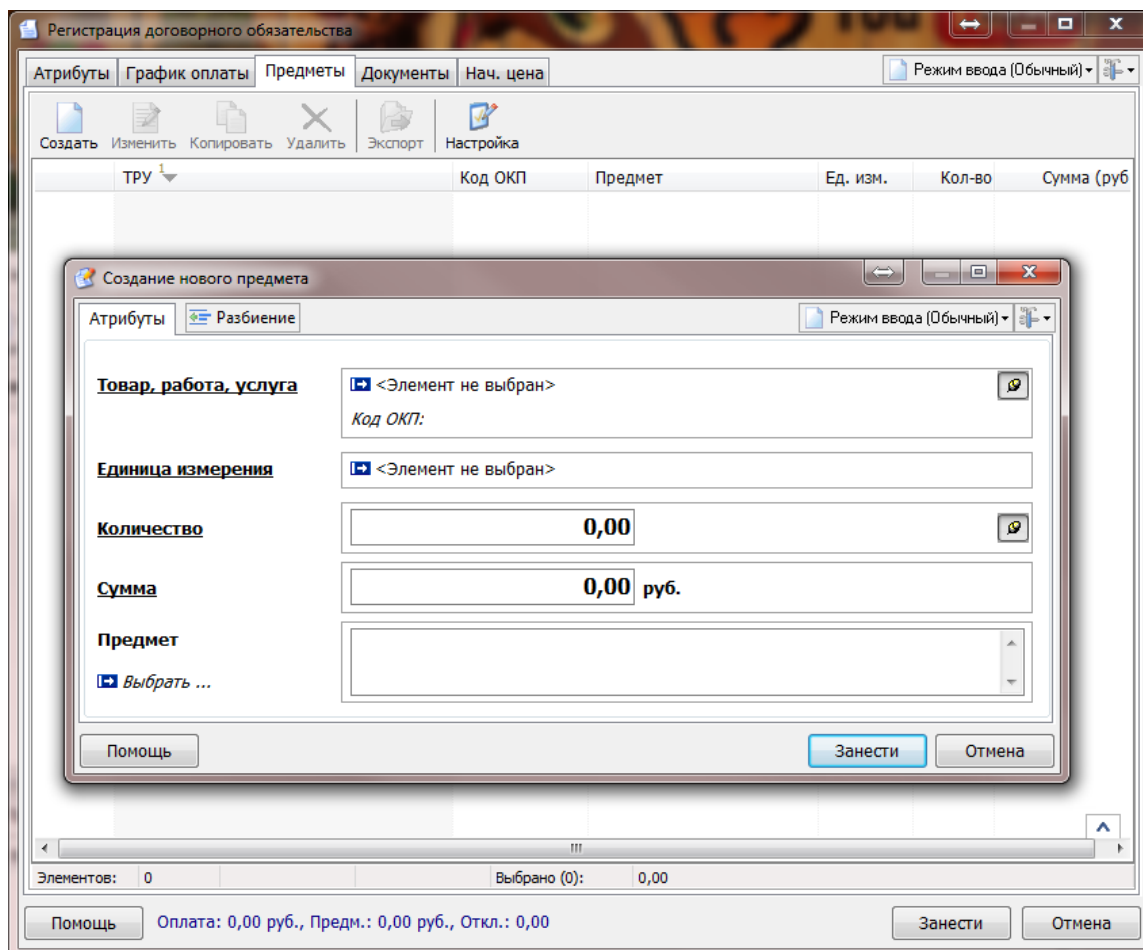 Регистрация договорного обязательства
Атрибуты График оплаты Предметы Документы Нач. цена Режим ввода (Обычный)
Создать Изменить Копировать Удалить Экспорт Настройка
ТРУ 1 Код ОКП Предмет Ед. изм. Кол-во Сумма (руб
Создание нового предмета
Атрибуты Разбиение Режим ввода (Обычный)
Товар, работа, услуга <Элемент не выбран>
Код ОКП:
Единица измерения <Элемент не выбран>
Количество 0,00
Сумма 0,00 руб.
Предмет
Выбрать ...
Помощь Занести Отмена
Элементов: 0 Выбрано (0): 0,00
Помощь Оплата: 0,00 руб., Предм.: 0,00 руб., Откл.: 0,00 Занести Отмена